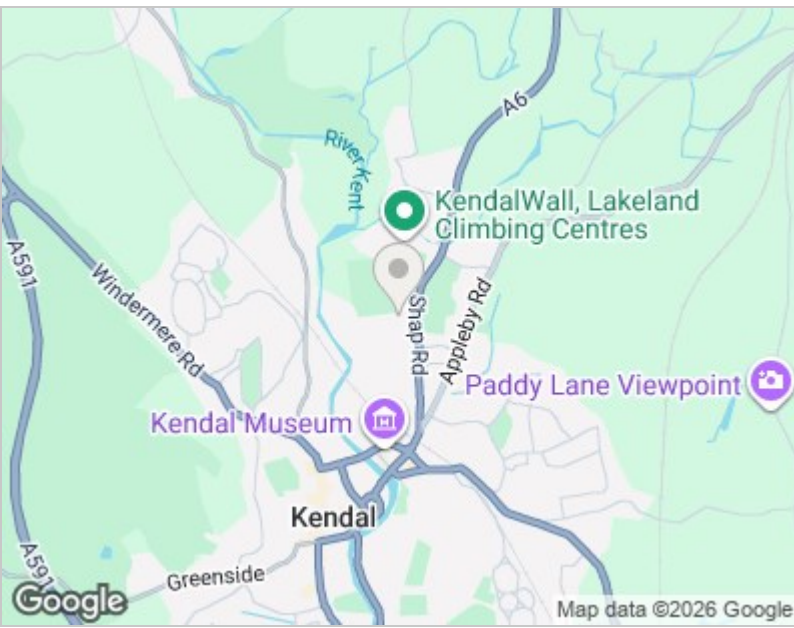 A6
River Kent
KendalWall, Lakeland
Climbing Centres
A591
Windermere Rd
Shap Rd
Appleby Rd
Paddy Lane Viewpoint
Kendal Museum
Kendal
A591
Greenside
Google
Map data ©2026 Google